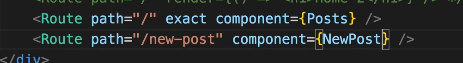 <Route path="/" exact component={Posts} />
<Route path="/new-post" component={NewPost} />
</div>